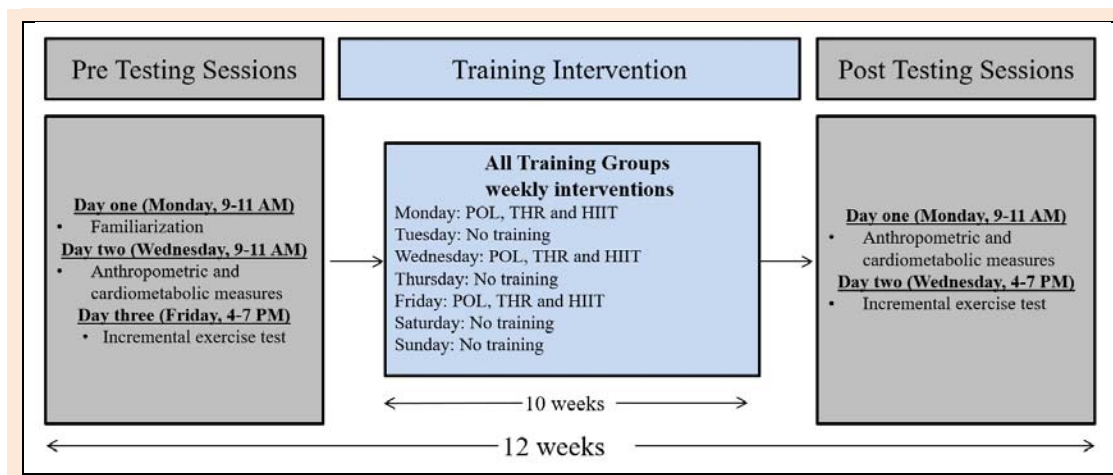 Pre Testing Sessions
Training Intervention
Post Testing Sessions
Day one (Monday, 9-11 AM)
• Familiarization
Day two (Wednesday, 9-11 AM)
• Anthropometric and
cardiometabolic measures
Day three (Friday, 4-7 PM)
• Incremental exercise test
All Training Groups
weekly interventions
Monday: POL, THR and HIIT
Tuesday: No training
Wednesday: POL, THR and HIIT
Thursday: No training
Friday: POL, THR and HIIT
Saturday: No training
Sunday: No training
10 weeks
Day one (Monday, 9-11 AM)
• Anthropometric and
cardiometabolic measures
Day two (Wednesday, 4-7 PM)
• Incremental exercise test
12 weeks